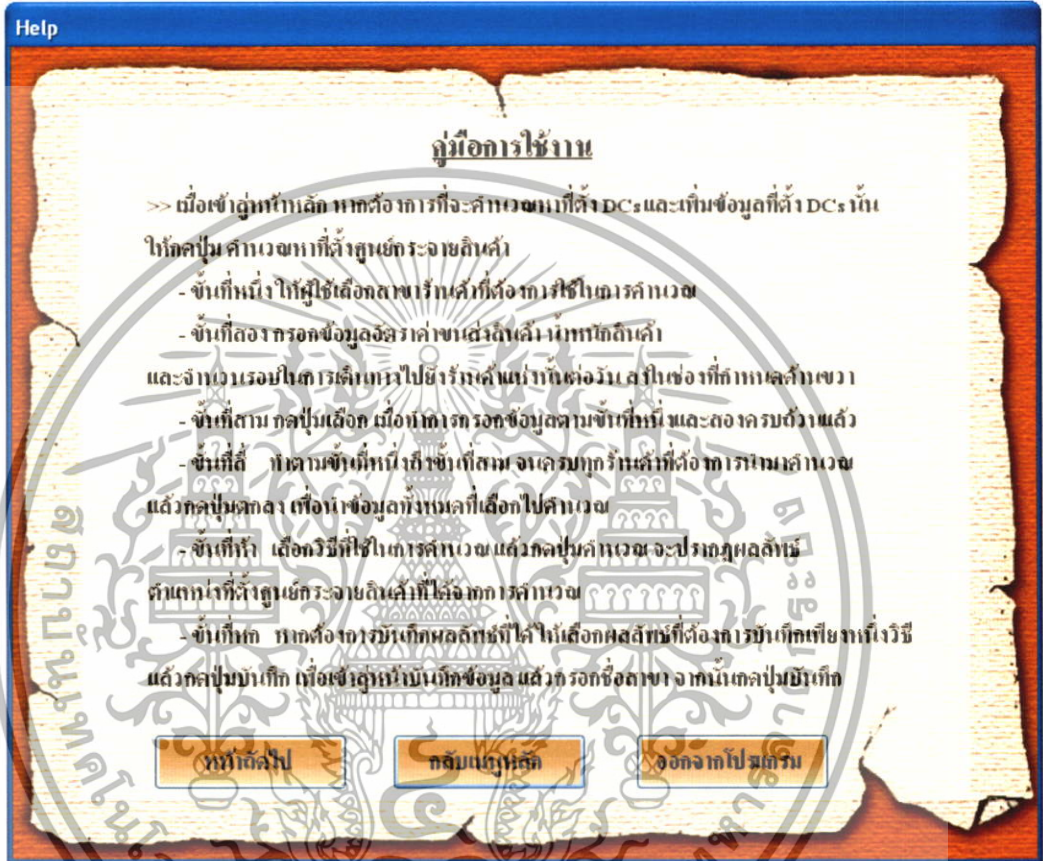 Help
คู่มือการใช้งาน
>> เมื่อเข้าสู่หน้าหลัก หากต้องการที่จะคำนวณหาที่ตั้ง DCs และเพิ่มข้อมูลที่ตั้ง DCs นั้น
ให้กดปุ่ม คำนวณหาที่ตั้งศูนย์กระจายสินค้า
- ขั้นที่หนึ่ง ให้ผู้ใช้เลือกสาขาร้านค้าที่ต้องการใช้ในการคำนวณ
- ขั้นที่สอง กรอกข้อมูลอัตราค่าขนส่งสินค้า น้ำหนักสินค้า
และจำนวนรอบในการเดินทางไปยังร้านค้าแห่งนั้นต่อวัน ลงในช่องที่กำหนดด้านขวา
- ขั้นที่สาม กดปุ่มเลือก เมื่อทำการกรอกข้อมูลตามขั้นที่หนึ่งและสองครบถ้วนแล้ว
- ขั้นที่สี่ ทำตามขั้นที่หนึ่งถึงขั้นที่สาม จนครบทุกร้านค้าที่ต้องการนำมาคำนวณ
แล้วกดปุ่มตกลง เพื่อนำข้อมูลทั้งหมดที่เลือกไปคำนวณ
- ขั้นที่ห้า เลือกวิธีที่ใช้ในการคำนวณ แล้วกดปุ่มคำนวณ จะปรากฏผลลัพธ์
ตำแหน่งที่ตั้งศูนย์กระจายสินค้าที่ได้จากการคำนวณ
- ขั้นที่หก หากต้องการบันทึกผลลัพธ์ที่ได้ ให้เลือกผลลัพธ์ที่ต้องการบันทึกเพียงหนึ่งวิธี
แล้วกดปุ่มบันทึก เพื่อเข้าสู่หน้าบันทึกข้อมูล แล้วกรอกชื่อสาขา จากนั้นกดปุ่มบันทึก
หน้าถัดไป
กลับเมนูหลัก
ออกจากโปรแกรม